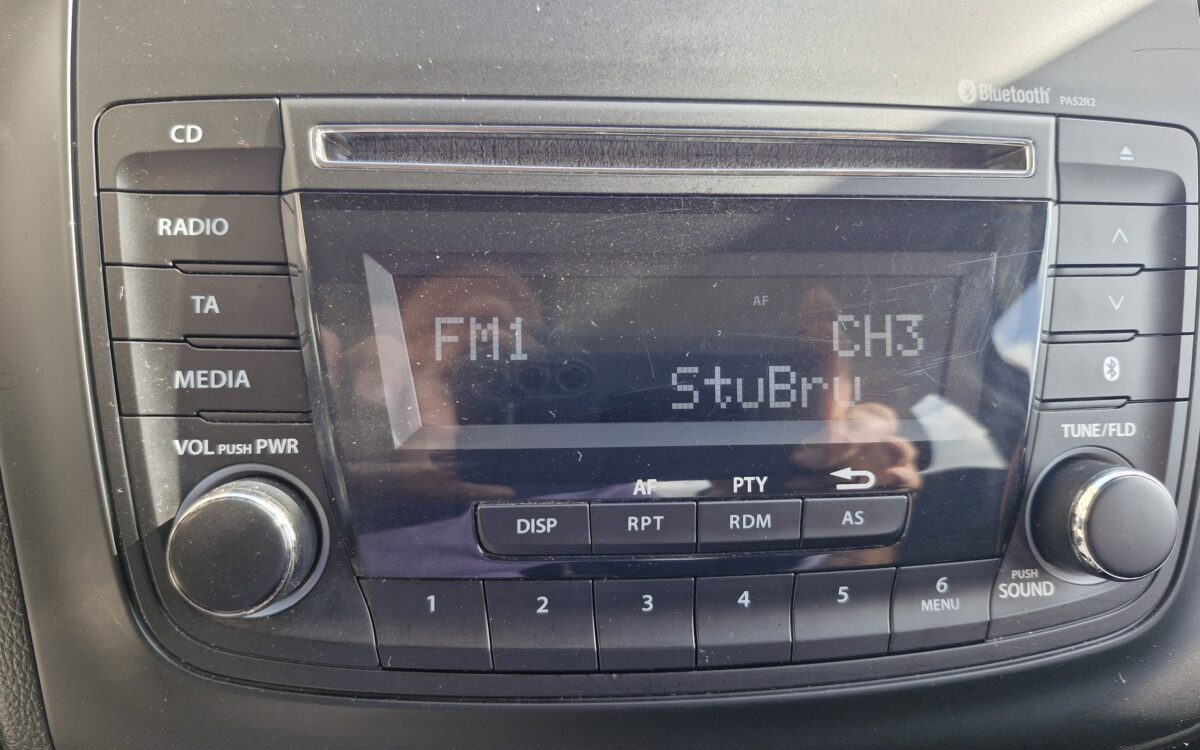 Bluetooth® PA52R2
CD
RADIO
TA
MEDIA
VOL PUSH PWR
AF
FM1 CH3
StuBru
TUNE/FLD
AF PTY
DISP RPT RDM AS
1 2 3 4 5 6
MENU
PUSH
SOUND